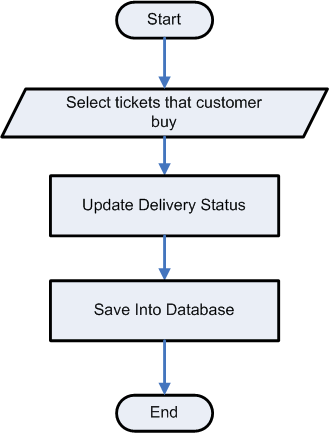 Start
Select tickets that customer
buy
Update Delivery Status
Save Into Database
End